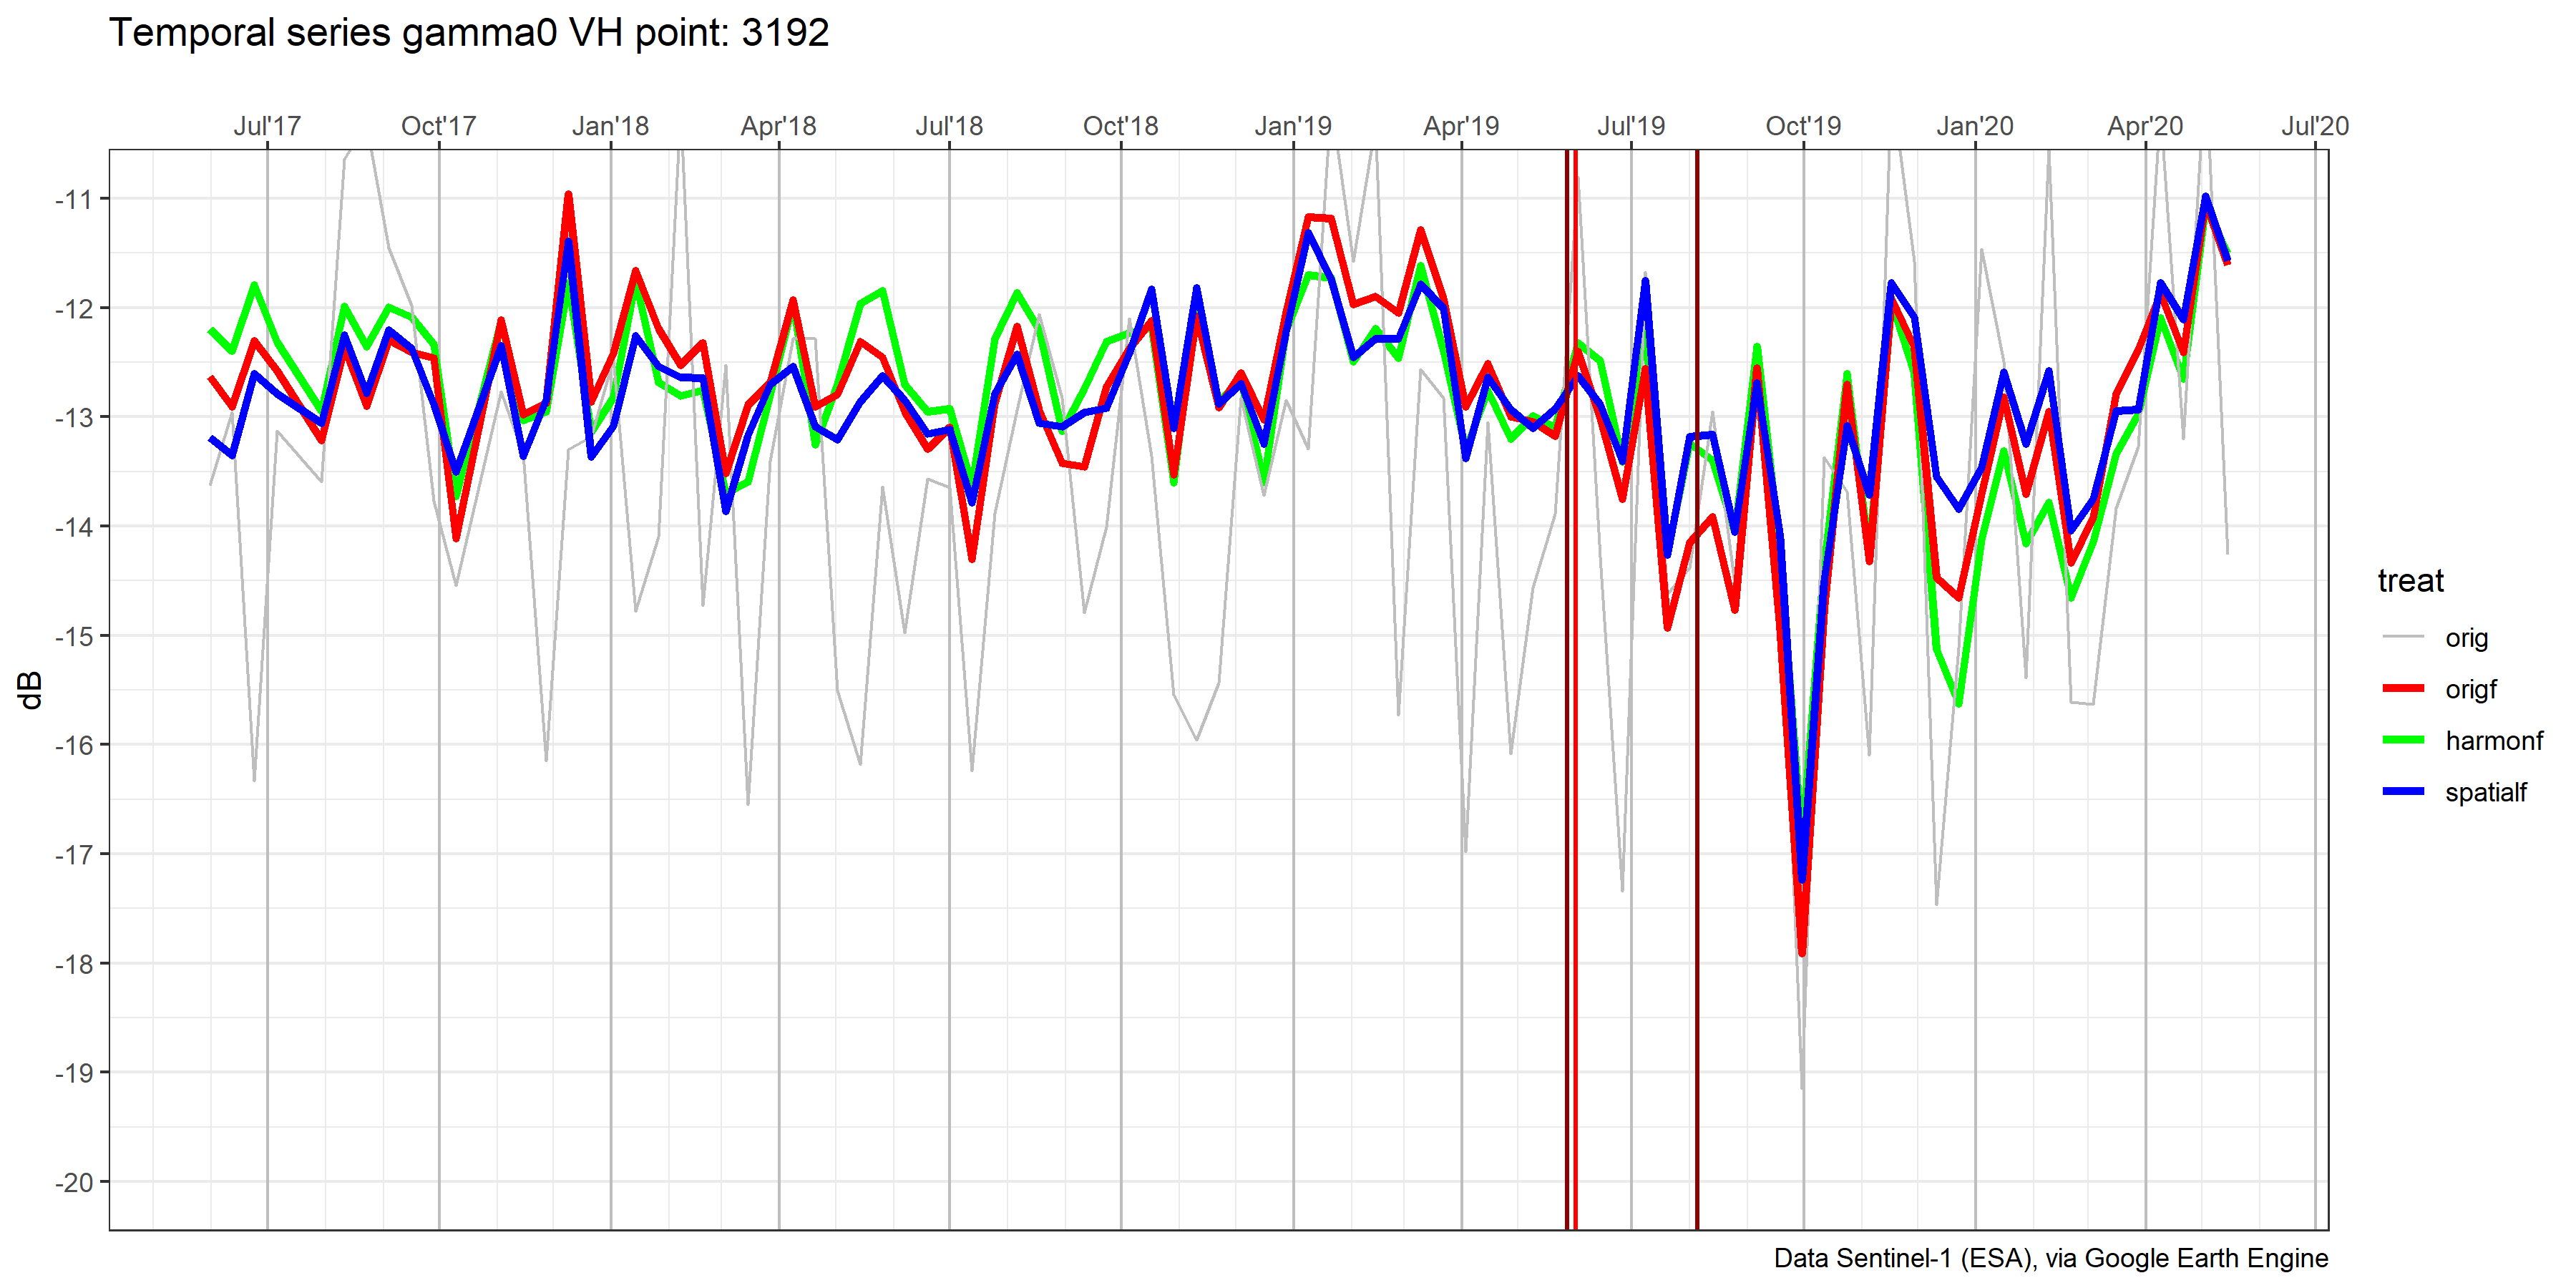 Temporal series gamma0 VH point: 3192
Jul'17 Oct'17 Jan'18 Apr'18 Jul'18 Oct'18 Jan'19 Apr'19 Jul'19 Oct'19 Jan'20 Apr'20 Jul'20
-11
-12
-13
-14
-15
-16
-17
-18
-19
-20
dB
treat
orig
origf
harmonf
spatialf
Data Sentinel-1 (ESA), via Google Earth Engine